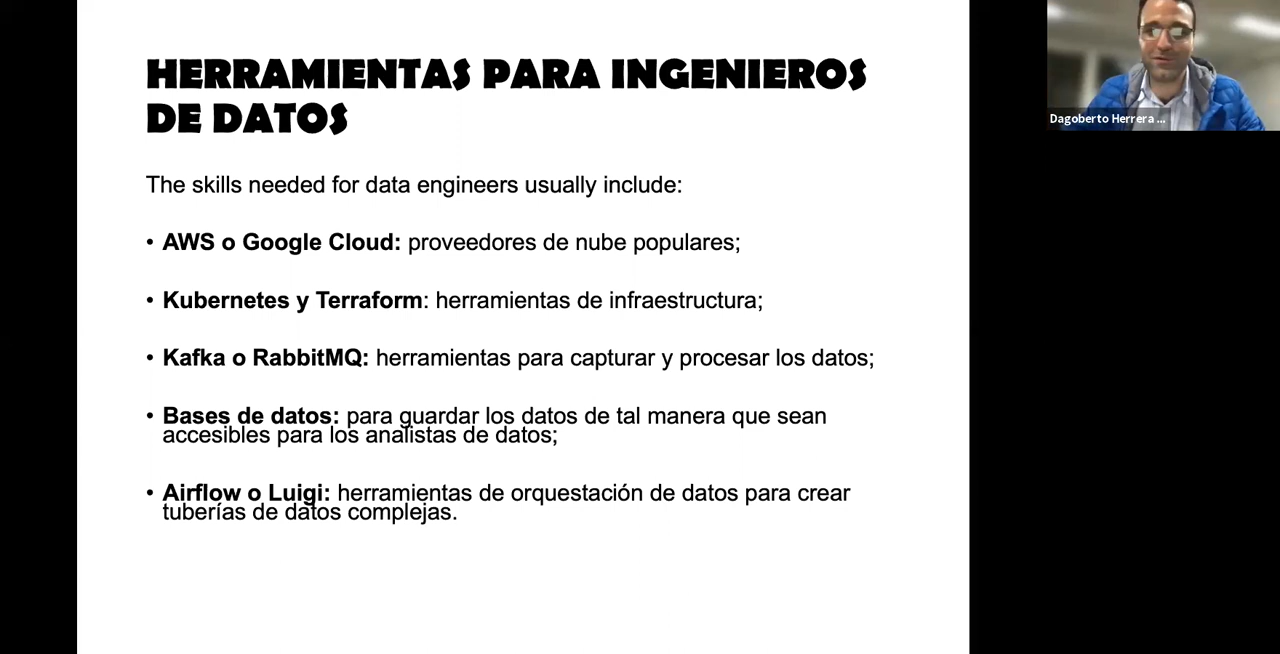 HERRAMIENTAS PARA INGENIEROS
DE DATOS
The skills needed for data engineers usually include:
• AWS o Google Cloud: proveedores de nube populares;
• Kubernetes y Terraform: herramientas de infraestructura;
• Kafka o RabbitMQ: herramientas para capturar y procesar los datos;
• Bases de datos: para guardar los datos de tal manera que sean
accesibles para los analistas de datos;
• Airflow o Luigi: herramientas de orquestación de datos para crear
tuberías de datos complejas.
Dagoberto Herrera ...